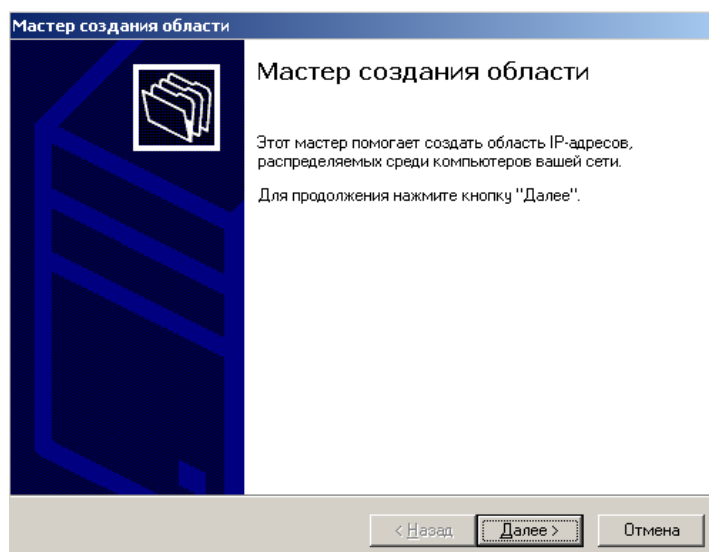 Мастер создания области
Мастер создания области
Этот мастер помогает создать область IP-адресов,
распределяемых среди компьютеров вашей сети.
Для продолжения нажмите кнопку "Далее".
< Назад
Далее >
Отмена